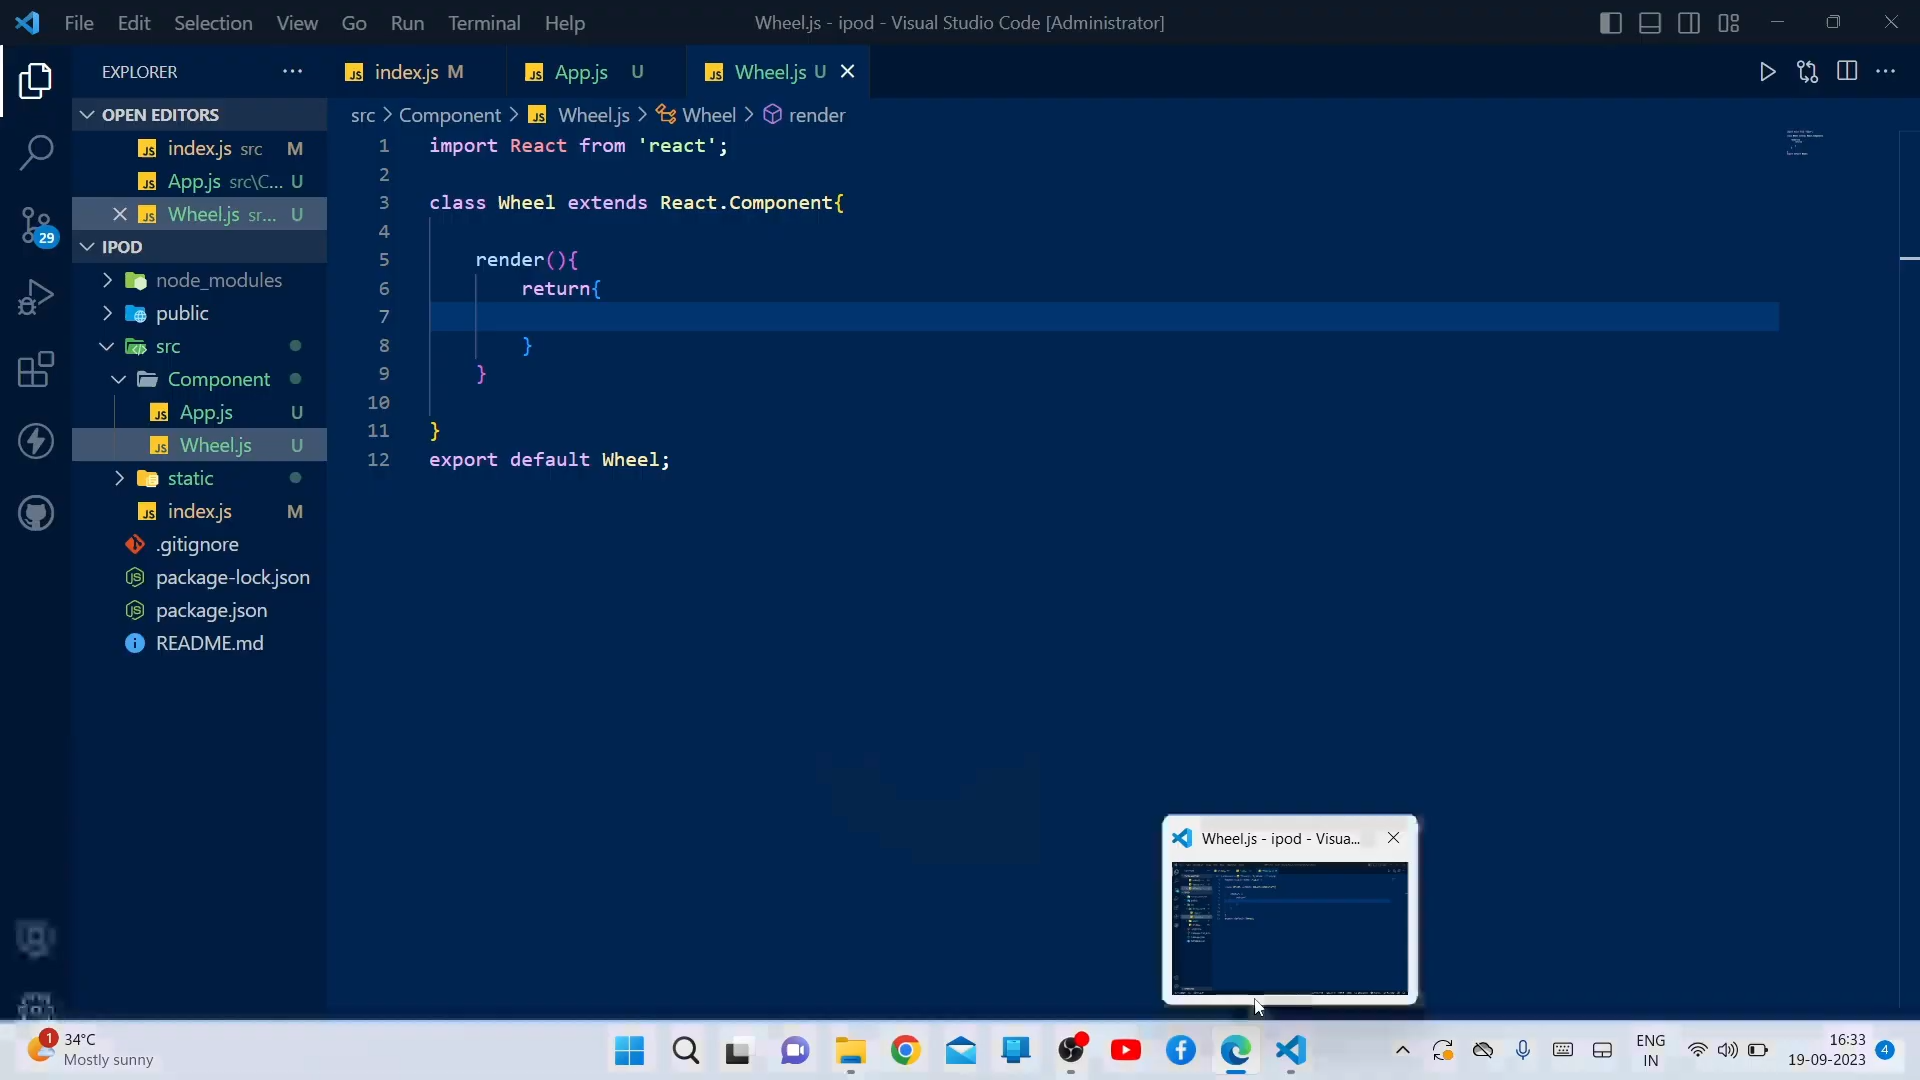 File Edit Selection View Go Run Terminal Help
Wheel.js - ipod - Visual Studio Code [Administrator]
EXPLORER
index.js M
App.js U
Wheel.js U
src > Component > Wheel.js > Wheel > render
OPEN EDITORS
index.js src M
App.js src\C... U
Wheel.js sr... U
IPOD
node_modules
public
src
Component
App.js U
Wheel.js U
static
index.js M
.gitignore
package-lock.json
package.json
README.md
29
1 import React from 'react';
2
3 class Wheel extends React.Component{
4
5 render(){
6 return{
7
8 }
9 }
10
11 }
12 export default Wheel;
Wheel.js - ipod - Visua...
1
34°C
Mostly sunny
ENG
IN
16:33
19-09-2023
4